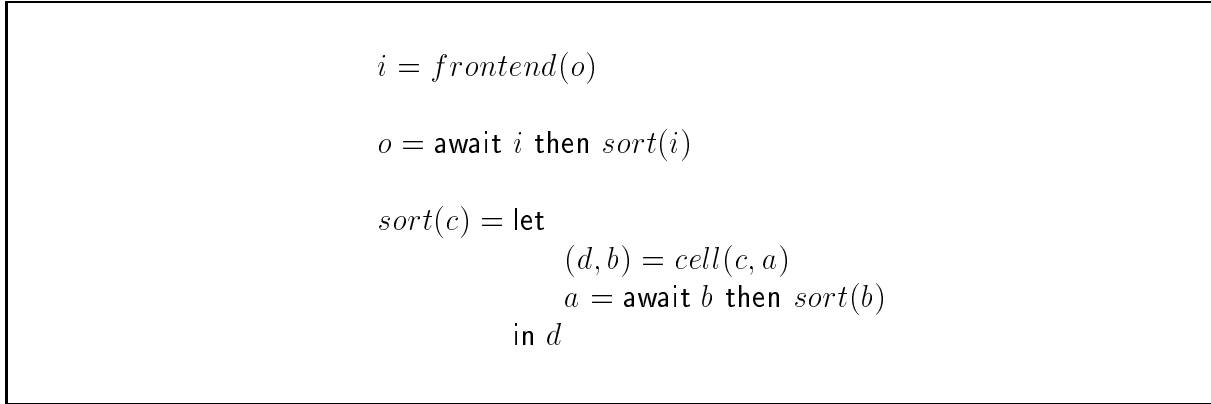 i = frontend(o)
o = await i then sort(i)
sort(c) = let
(d, b) = cell(c, a)
a = await b then sort(b)
in d